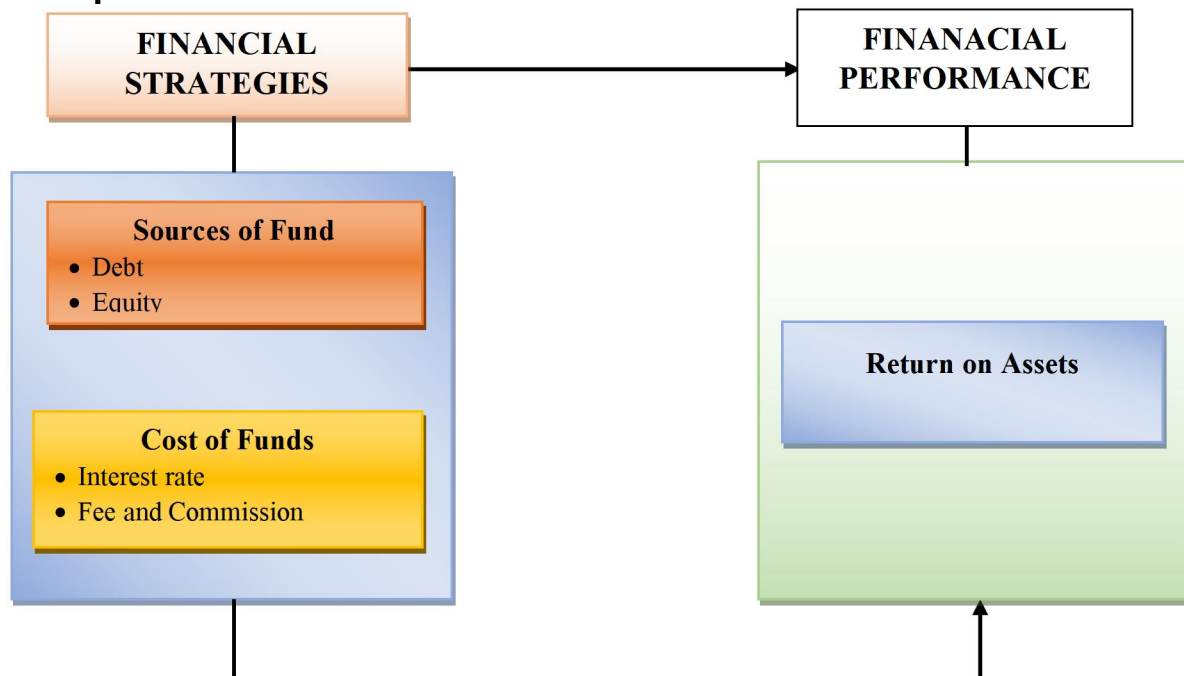 FINANCIAL
STRATEGIES
FINANACIAL
PERFORMANCE
Sources of Fund
• Debt
• Equity
Cost of Funds
• Interest rate
• Fee and Commission
Return on Assets